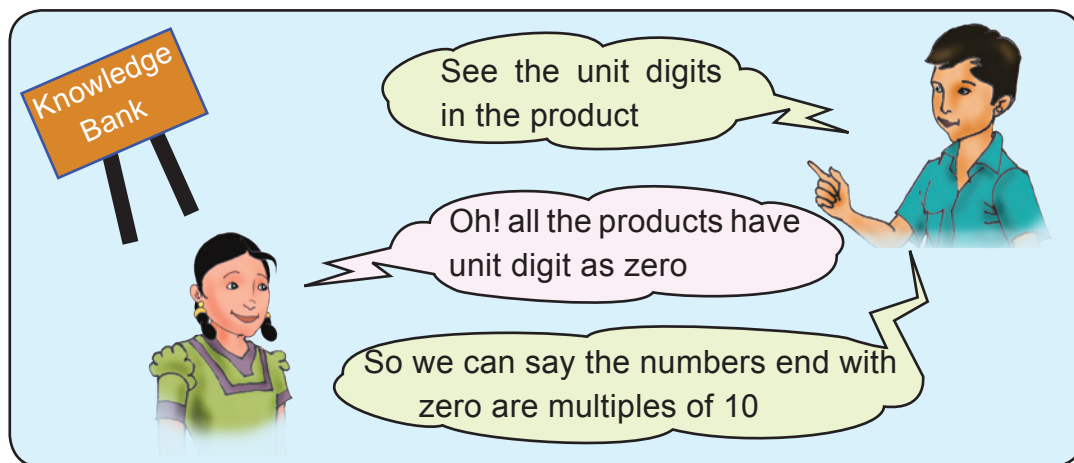 Knowledge
Bank
See the unit digits
in the product
Oh! all the products have
unit digit as zero
So we can say the numbers end with
zero are multiples of 10